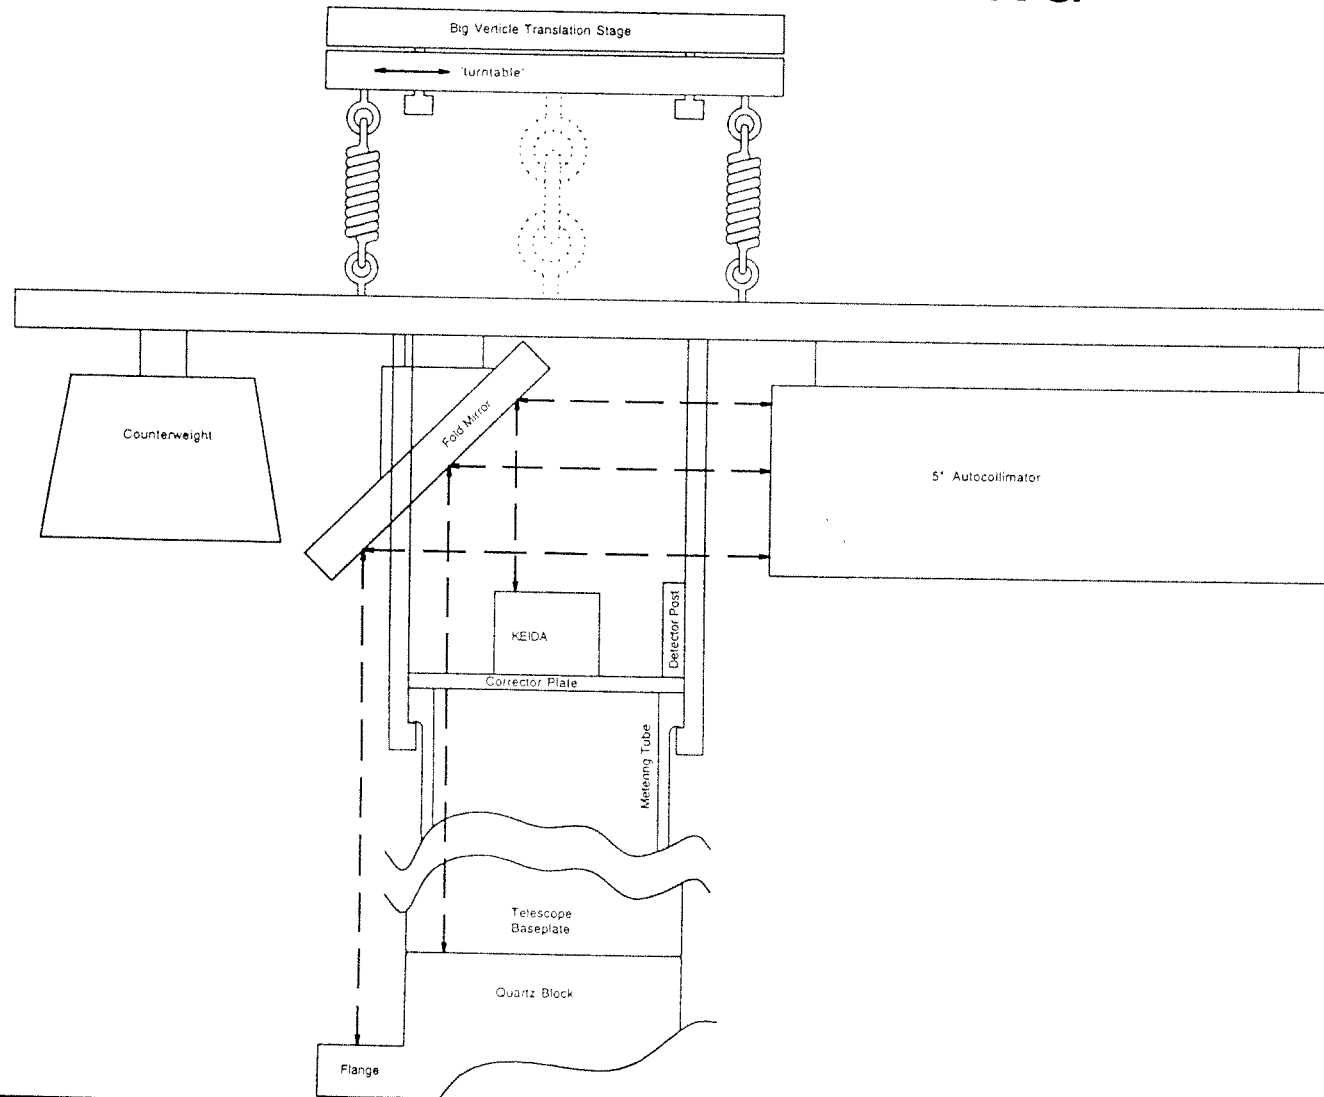 Big Verticle Translation Stage
"turntable"
Fold Mirror
Counterweight
5" Autocollimator
KEIDA
Detector Post
Corrector Plate
Metering Tube
Telescope
Baseplate
Quartz Block
Flange